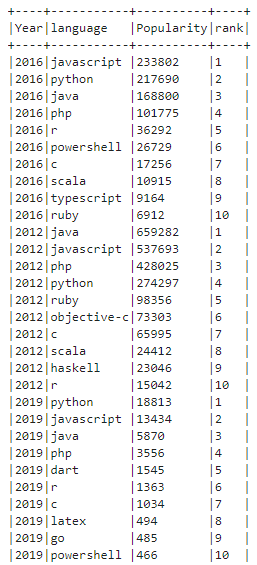 +----+-----------+----------+----+
|Year|language   |Popularity|rank|
+----+-----------+----------+----+
|2016|javascript |233802    |1   |
|2016|python     |217690    |2   |
|2016|java       |168800    |3   |
|2016|php        |101775    |4   |
|2016|r          |36292     |5   |
|2016|powershell |26729     |6   |
|2016|c          |17256     |7   |
|2016|scala      |10915     |8   |
|2016|typescript |9164      |9   |
|2016|ruby       |6912      |10  |
|2012|java       |659282    |1   |
|2012|javascript |537693    |2   |
|2012|php        |428025    |3   |
|2012|python     |274297    |4   |
|2012|ruby       |98356     |5   |
|2012|objective-c|73303     |6   |
|2012|c          |65995     |7   |
|2012|scala      |24412     |8   |
|2012|haskell    |23046     |9   |
|2012|r          |15042     |10  |
|2019|python     |18813     |1   |
|2019|javascript |13434     |2   |
|2019|java       |5870      |3   |
|2019|php        |3556      |4   |
|2019|dart       |1545      |5   |
|2019|r          |1363      |6   |
|2019|c          |1034      |7   |
|2019|latex      |494       |8   |
|2019|go         |485       |9   |
|2019|powershell |466       |10  |